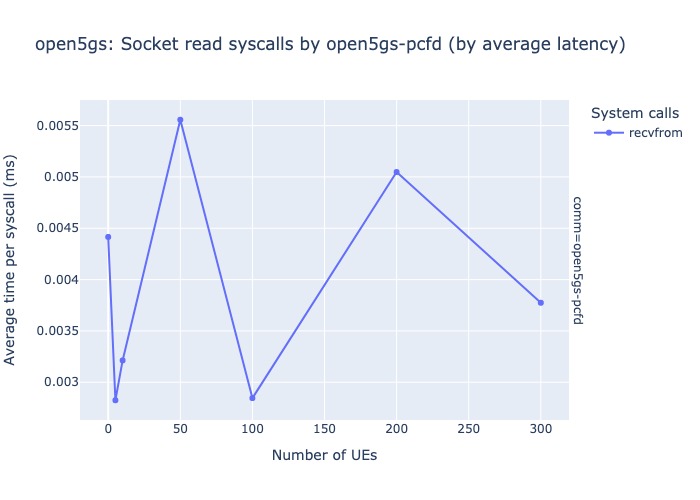 open5gs: Socket read syscalls by open5gs-pcfd (by average latency)
System calls
recvfrom
Average time per syscall (ms)
0.0055
0.005
0.0045
0.004
0.0035
0.003
comm=open5gs-pcfd
0 50 100 150 200 250 300
Number of UEs